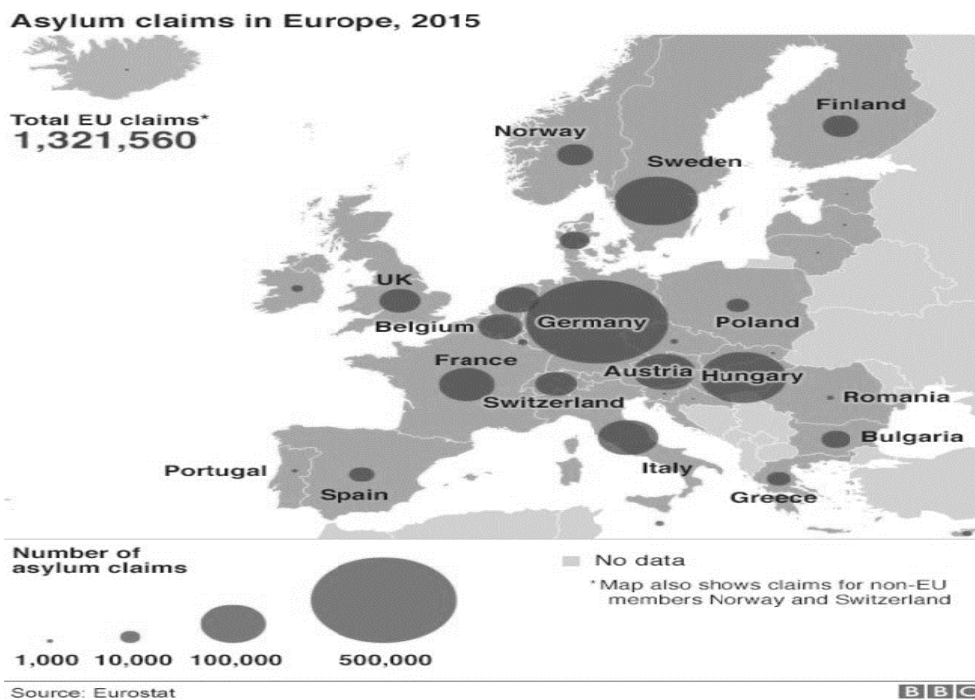 Asylum claims in Europe, 2015
Total EU claims*
1,321,560
Finland
Norway
Sweden
UK
Belgium
Germany
Poland
France
Austria
Hungary
Switzerland
Romania
Bulgaria
Portugal
Spain
Italy
Greece
Number of
asylum claims
1,000 10,000 100,000 500,000
No data
*Map also shows claims for non-EU
members Norway and Switzerland
Source: Eurostat
BBC